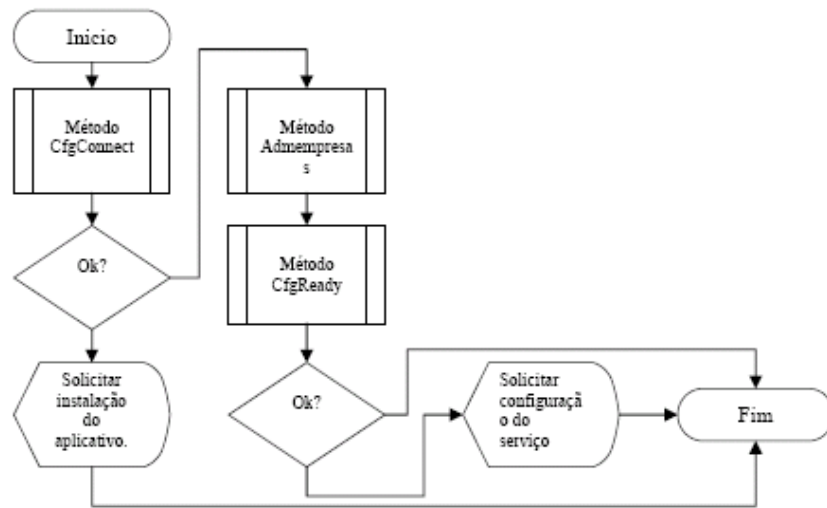 Inicio
Método
CfgConnect
Ok?
Solicitar
instalação
do
aplicativo.
Método
Admempresa
s
Método
CfgReady
Ok?
Solicitar
configuraçã
o do
serviço
Fim